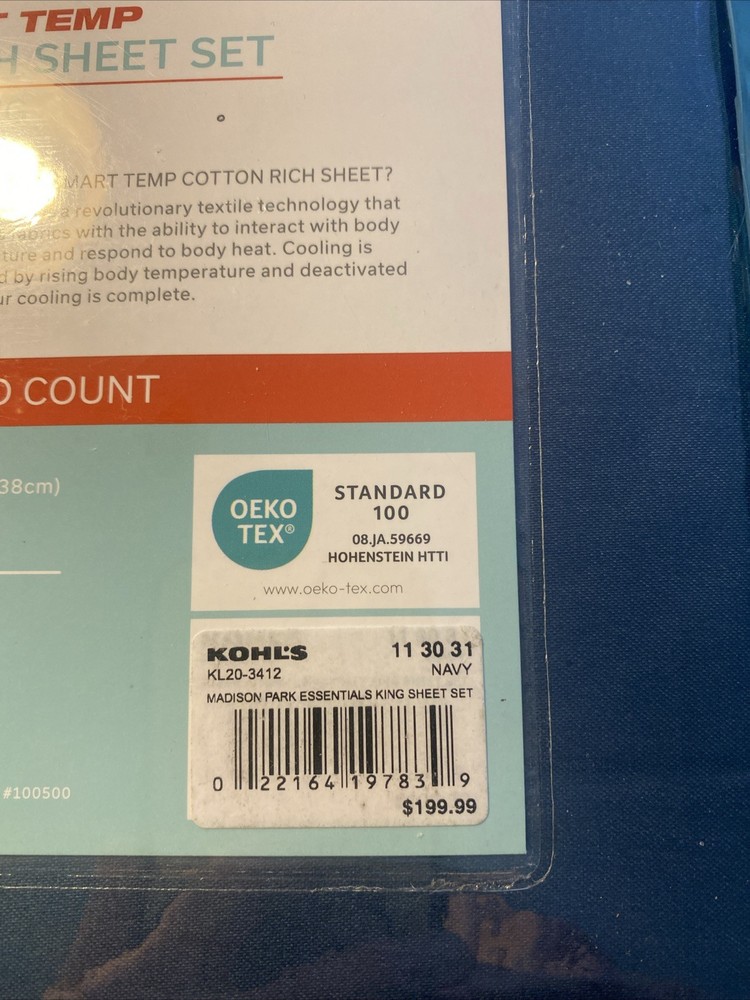 TEMP
SHEET SET
MART TEMP COTTON RICH SHEET?
a revolutionary textile technology that
fabrics with the ability to interact with body
ture and respond to body heat. Cooling is
d by rising body temperature and deactivated
ur cooling is complete.
COUNT
38cm)
OEKO
TEX®
STANDARD
100
08.JA.59669
HOHENSTEIN HTTI
www.oeko-tex.com
KOHL'S
11 30 31
KL20-3412
NAVY
MADISON PARK ESSENTIALS KING SHEET SET
0 22164 19783 9
#100500
$199.99